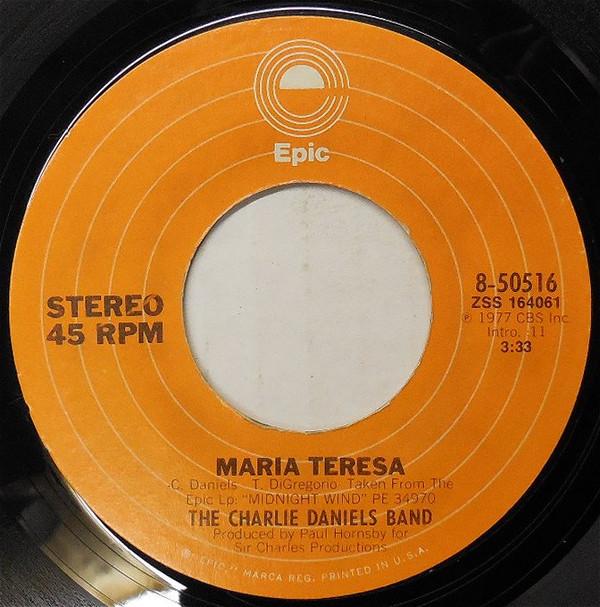 Epic
STEREO
45 RPM
8-50516
ZSS 164061
℗ 1977 CBS Inc.
Intro. :11
3:33
MARIA TERESA
-C. Daniels- T. DiGregorio- Taken From The
Epic Lp: "MIDNIGHT WIND" PE 34970
THE CHARLIE DANIELS BAND
Produced by Paul Hornsby for
Sir Charles Productions
® "EPIC," MARCA REG. PRINTED IN U.S.A.